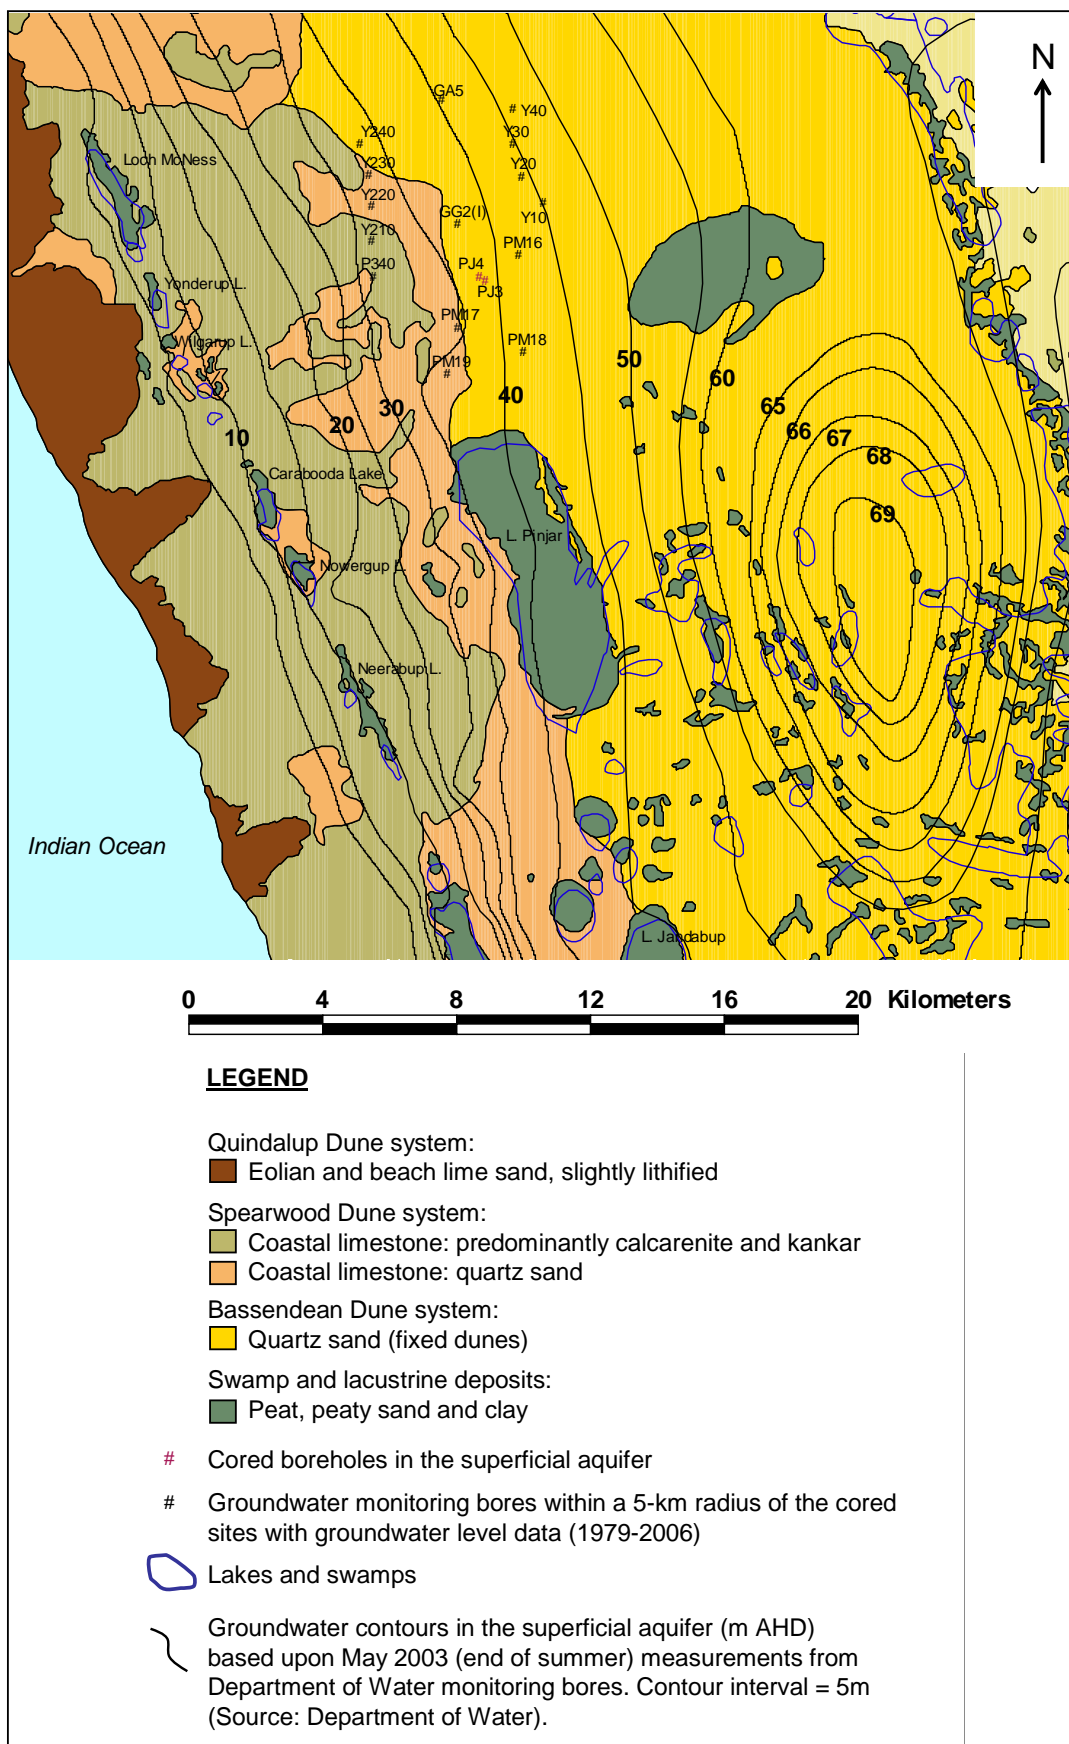 N
GA5
Y40
Y240
Y30
Loch McNess
Y230
Y20
Y220
GG2(I)
Y10
Y210
PM16
P340
PJ4
Yonderup L.
PJ3
PM17
Wilgarup L.
PM18
50
PM19
60
40
65
30
20
66
67
10
68
Carabooda Lake
69
L. Pinjar
Nowergup L.
Neerabup L.
Indian Ocean
L. Jandabup
0 4 8 12 16 20 Kilometers
LEGEND
Quindalup Dune system:
Eolian and beach lime sand, slightly lithified
Spearwood Dune system:
Coastal limestone: predominantly calcarenite and kankar
Coastal limestone: quartz sand
Bassendean Dune system:
Quartz sand (fixed dunes)
Swamp and lacustrine deposits:
Peat, peaty sand and clay
# Cored boreholes in the superficial aquifer
# Groundwater monitoring bores within a 5-km radius of the cored
sites with groundwater level data (1979-2006)
Lakes and swamps
Groundwater contours in the superficial aquifer (m AHD)
based upon May 2003 (end of summer) measurements from
Department of Water monitoring bores. Contour interval = 5m
(Source: Department of Water).